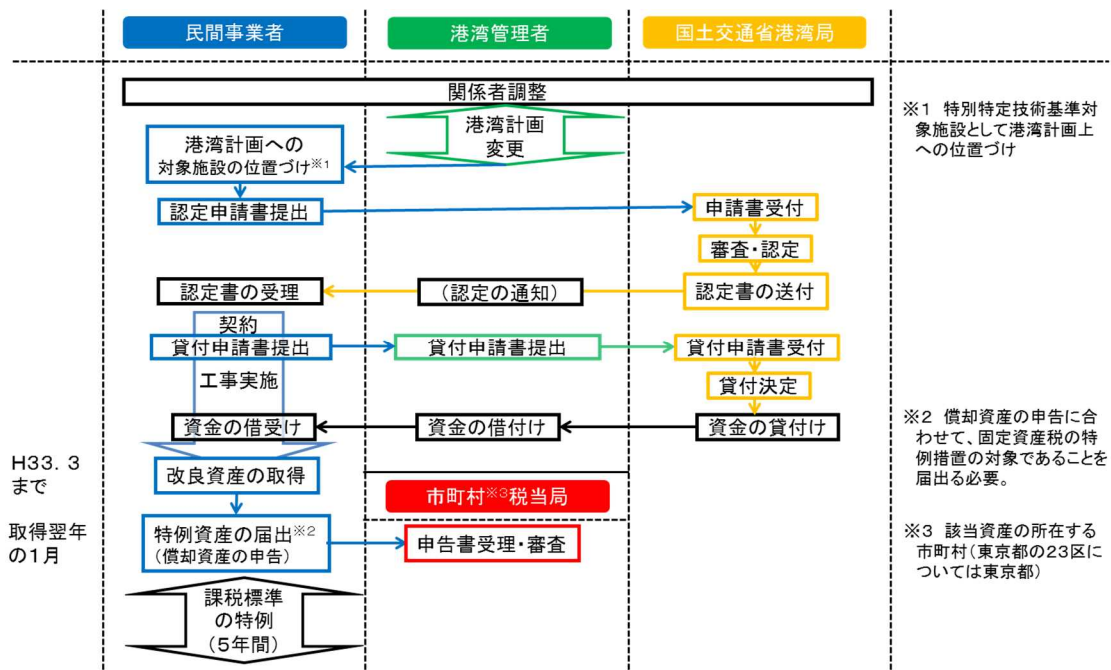 民間事業者
港湾管理者
国土交通省港湾局
関係者調整
港湾計画
変更
港湾計画への
対象施設の位置づけ※1
認定申請書提出
申請書受付
審査・認定
認定書の受理
（認定の通知）
認定書の送付
契約
貸付申請書提出
貸付申請書提出
貸付申請書受付
工事実施
貸付決定
資金の借受け
資金の借付け
資金の貸付け
H33．3
まで
改良資産の取得
市町村※3税当局
取得翌年
の1月
特例資産の届出※2
(償却資産の申告)
申告書受理・審査
課税標準
の特例
(5年間)
※1 特別特定技術基準対
象施設として港湾計画上
への位置づけ
※2 償却資産の申告に合
わせて、固定資産税の特
例措置の対象であることを
届出る必要。
※3 該当資産の所在する
市町村(東京都の23区に
ついては東京都)